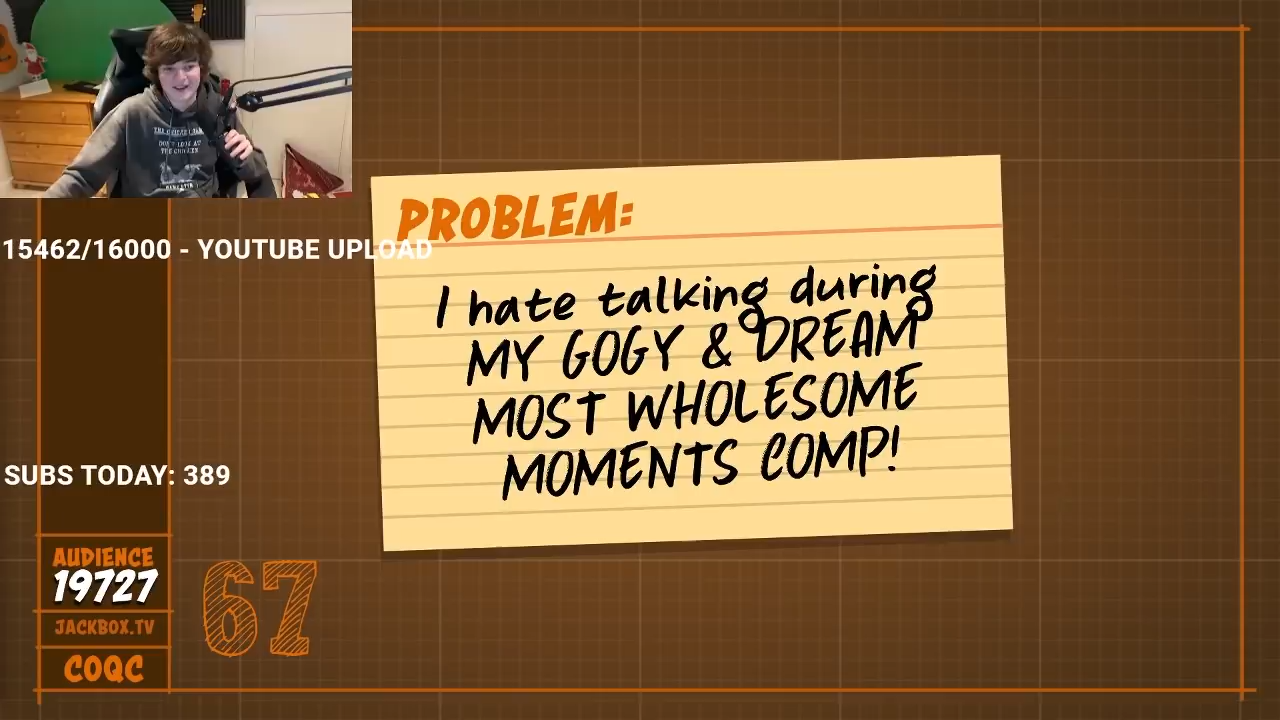 PROBLEM:
15462/16000 - YOUTUBE UPLOAD
I hate talking during
MY GOGY & DREAM
MOST WHOLESOME
MOMENTS COMP!
SUBS TODAY: 389
AUDIENCE
19727
67
JACKBOX.TV
COQC